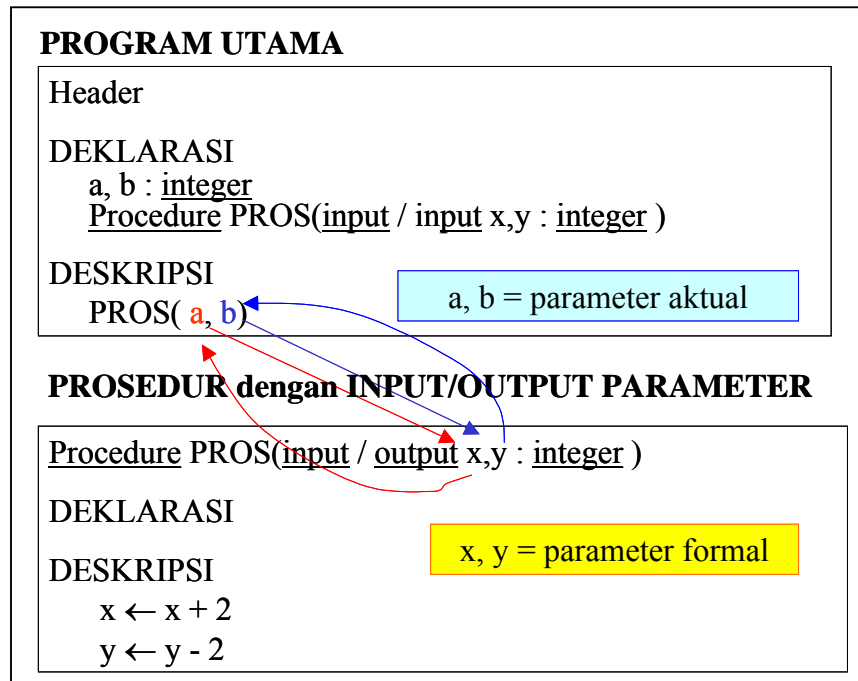 PROGRAM UTAMA
Header
DEKLARASI
a, b : integer
Procedure PROS(input / input x,y : integer )
DESKRIPSI
PROS( a, b)
a, b = parameter aktual
PROSEDUR dengan INPUT/OUTPUT PARAMETER
Procedure PROS(input / output x,y : integer )
DEKLARASI
x, y = parameter formal
DESKRIPSI
x ← x + 2
y ← y - 2